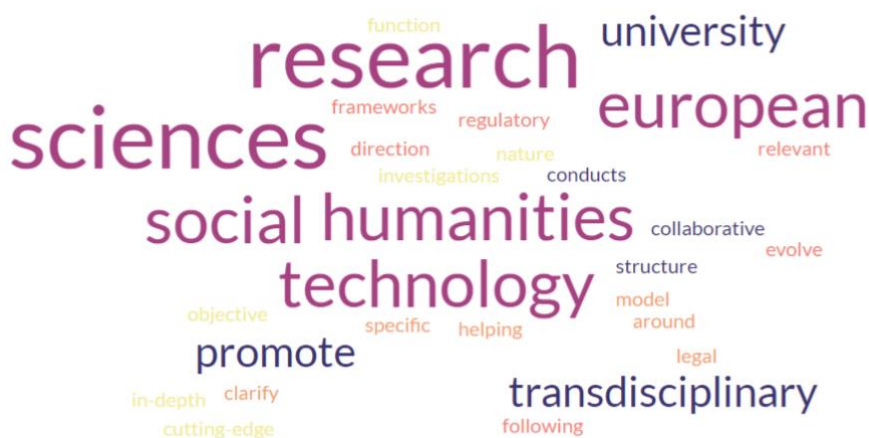 function
research university
frameworks european
sciences regulatory
direction nature relevant
investigations conducts
social humanities collaborative
evolve
technology structure
model
objective specific helping around
promote legal
in-depth clarify transdisciplinary
cutting-edge following